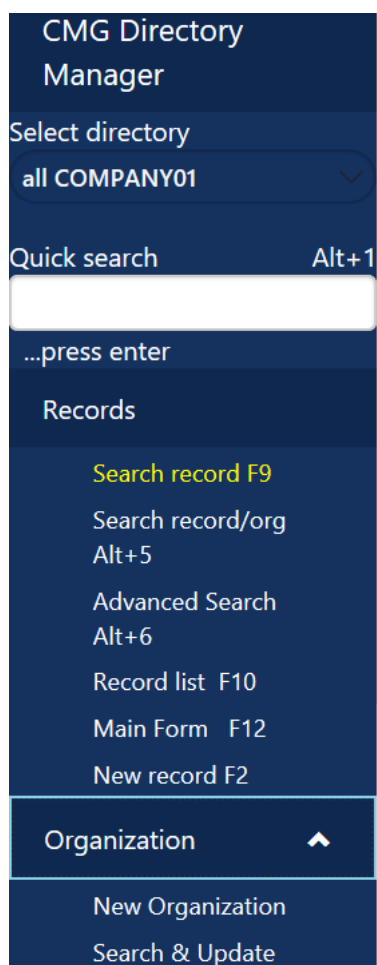 CMG Directory
Manager
Select directory
all COMPANY01
Quick search Alt+1
...press enter
Records
Search record F9
Search record/org
Alt+5
Advanced Search
Alt+6
Record list F10
Main Form F12
New record F2
Organization
New Organization
Search & Update